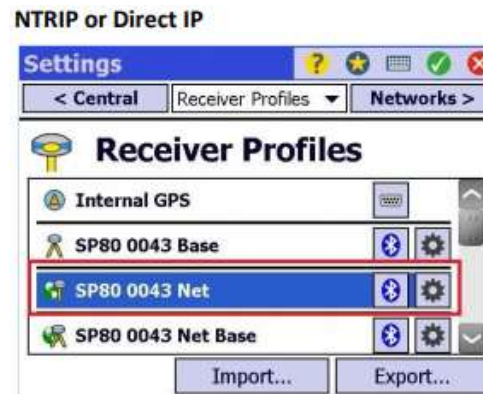 NTRIP or Direct IP
Settings
< Central Receiver Profiles Networks >
Receiver Profiles
Internal GPS
SP80 0043 Base
SP80 0043 Net
SP80 0043 Net Base
Import... Export...